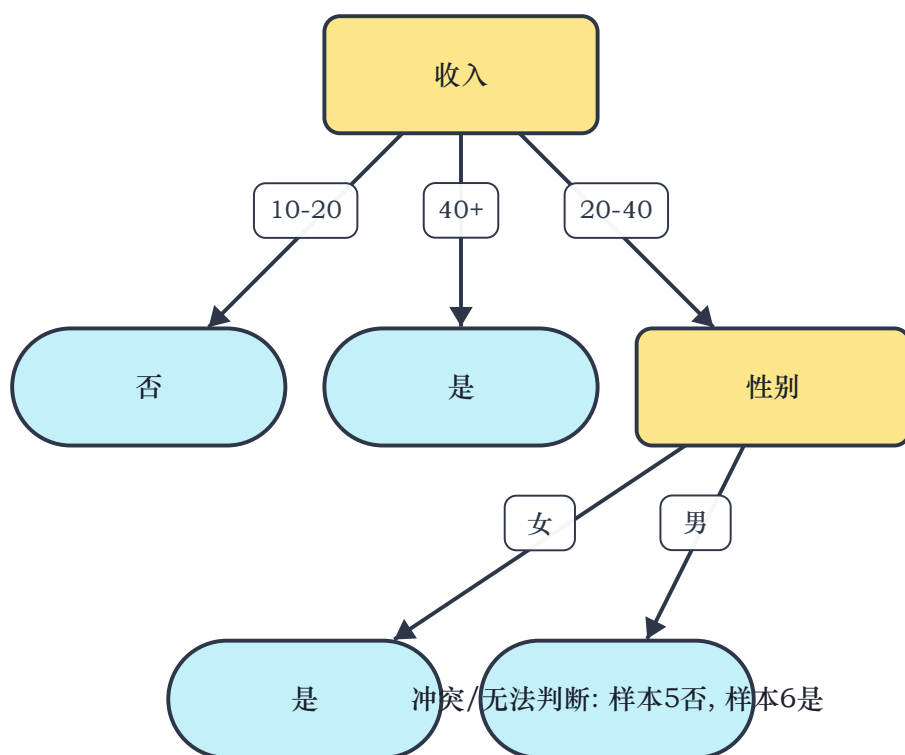 收入
10-20
40+
20-40
否
是
性别
女
男
是
冲突/无法判断: 样本5否, 样本6是